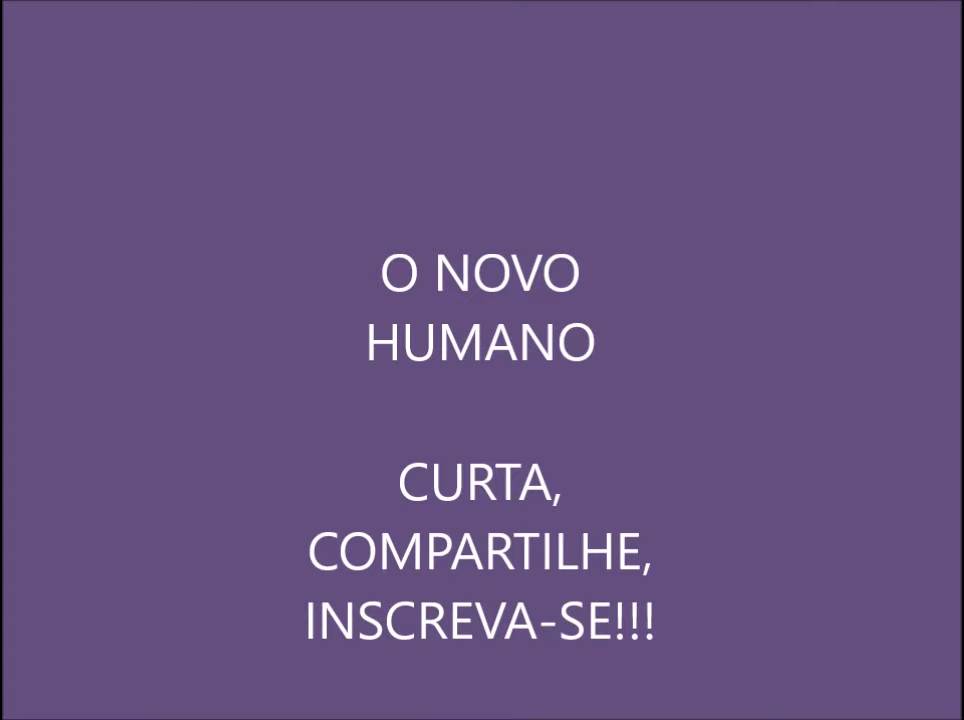 O NOVO
HUMANO
CURTA,
COMPARTILHE,
INSCREVA-SE!!!